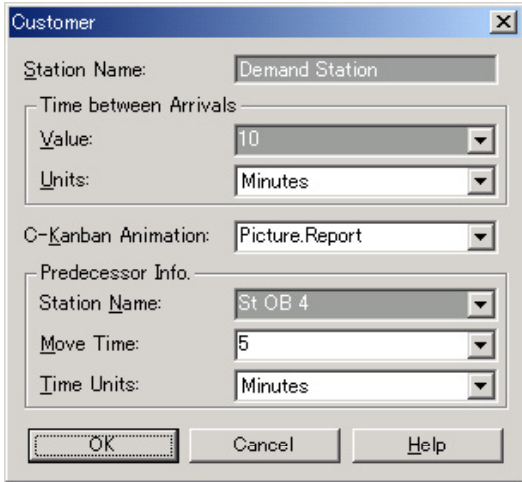 Customer
Station Name: Demand Station
Time between Arrivals
Value: 10
Units: Minutes
C-Kanban Animation: Picture.Report
Predecessor Info.
Station Name: St OB 4
Move Time: 5
Time Units: Minutes
OK Cancel Help